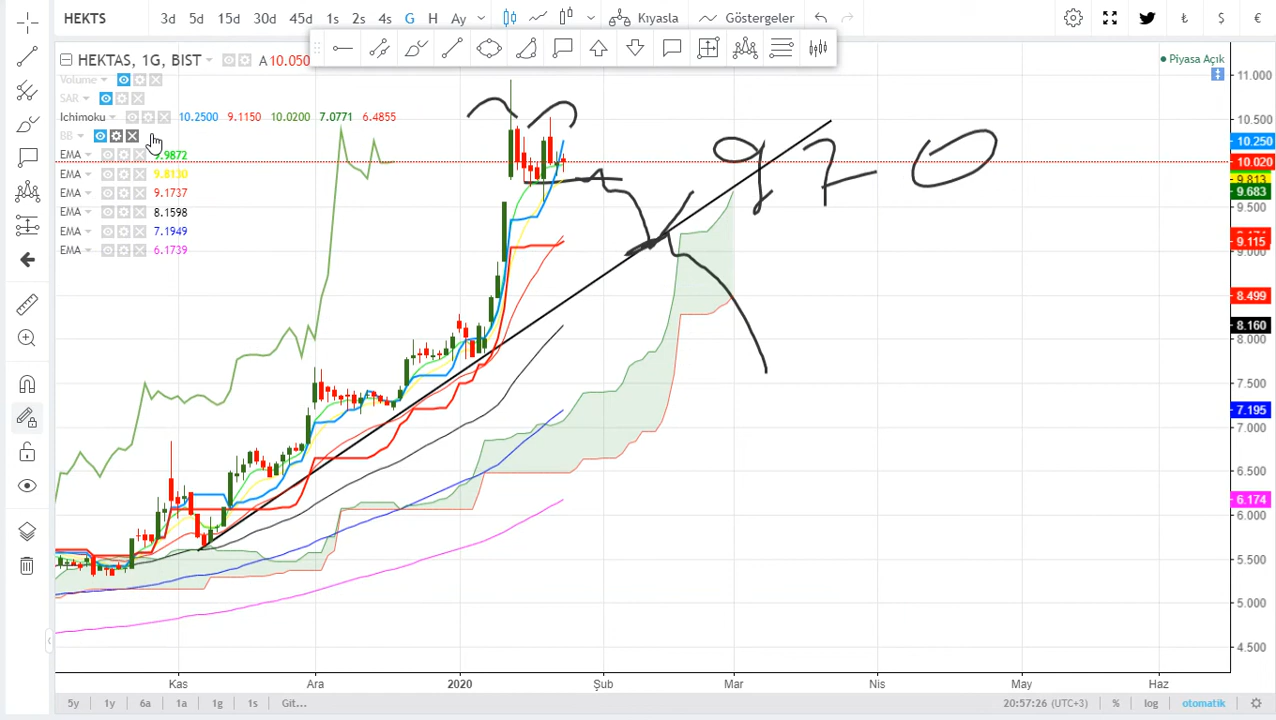 HEKTS 3d 5d 15d 30d 45d 1s 2s 4s G H Ay Kıyasla Göstergeler ₺ $ €
HEKTAS, 1G, BIST A 10.050
Piyasa Açık
Volume
SAR
Ichimoku 10.2500 9.1150 10.0200 7.0771 6.4855
BB
EMA 9.9872
EMA 9.8130
EMA 9.1737
EMA 8.1598
EMA 7.1949
EMA 6.1739
970
11.000
10.500
10.250
10.020
9.813
9.683
9.500
9.115
9.000
8.499
8.160
8.000
7.500
7.195
7.000
6.500
6.174
6.000
5.500
5.000
4.500
Kas Ara 2020 Şub Mar Nis May Haz
5y 1y 6a 1a 1g 1s Git... 20:57:26 (UTC+3) % log otomatik